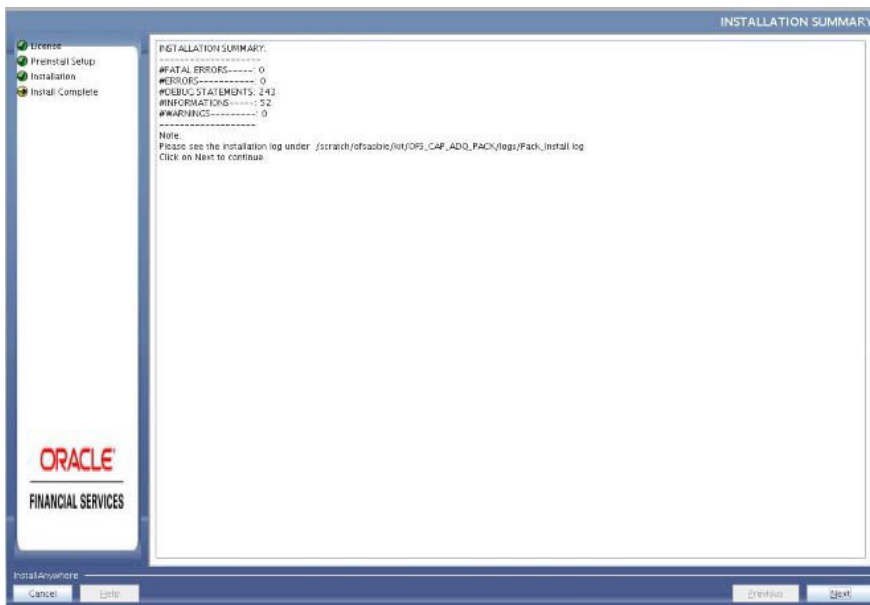 INSTALLATION SUMMARY
License
Preinstall Setup
Installation
Install Complete
INSTALLATION SUMMARY:
--------------------
#FATAL ERRORS-----: 0
#ERRORS-----------: 0
#DEBUG STATEMENTS: 243
#INFORMATIONS-----: 52
#WARNINGS---------: 0
--------------------
Note:
Please see the installation log under /scratch/ofsaobie/kit/OFS_CAP_ADQ_PACK/logs/Pack_Install.log
Click on Next to continue.
ORACLE
FINANCIAL SERVICES
InstallAnywhere
Cancel Help Previous Next